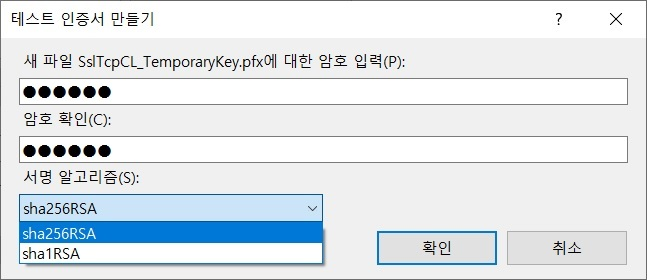 테스트 인증서 만들기
새 파일 SslTcpCL_TemporaryKey.pfx에 대한 암호 입력(P):
●●●●●●
암호 확인(C):
●●●●●●
서명 알고리즘(S):
sha256RSA
sha256RSA
sha1RSA
확인 취소